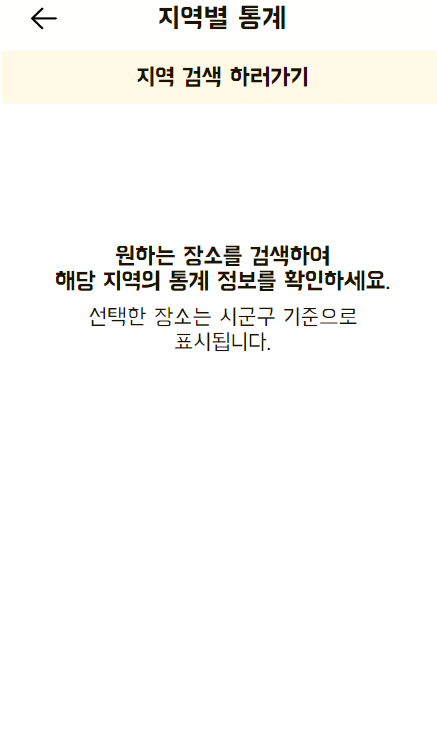 지역별 통계
지역 검색 하러가기
원하는 장소를 검색하여
해당 지역의 통계 정보를 확인하세요.
선택한 장소는 시군구 기준으로
표시됩니다.